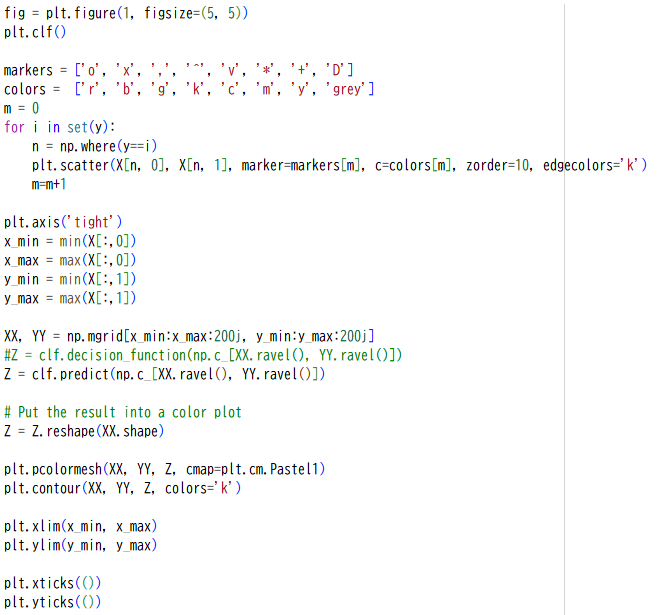 fig = plt.figure(1, figsize=(5, 5))
plt.clf()
markers = ['o', 'x', ',', '^', 'v', '*', '+', 'D']
colors =  ['r', 'b', 'g', 'k', 'c', 'm', 'y', 'grey']
m = 0
for i in set(y):
    n = np.where(y==i)
    plt.scatter(X[n, 0], X[n, 1], marker=markers[m], c=colors[m], zorder=10, edgecolors='k')
    m=m+1
plt.axis('tight')
x_min = min(X[:,0])
x_max = max(X[:,0])
y_min = min(X[:,1])
y_max = max(X[:,1])
XX, YY = np.mgrid[x_min:x_max:200j, y_min:y_max:200j]
#Z = clf.decision_function(np.c_[XX.ravel(), YY.ravel()])
Z = clf.predict(np.c_[XX.ravel(), YY.ravel()])
# Put the result into a color plot
Z = Z.reshape(XX.shape)
plt.pcolormesh(XX, YY, Z, cmap=plt.cm.Pastel1)
plt.contour(XX, YY, Z, colors='k')
plt.xlim(x_min, x_max)
plt.ylim(y_min, y_max)
plt.xticks(())
plt.yticks(())